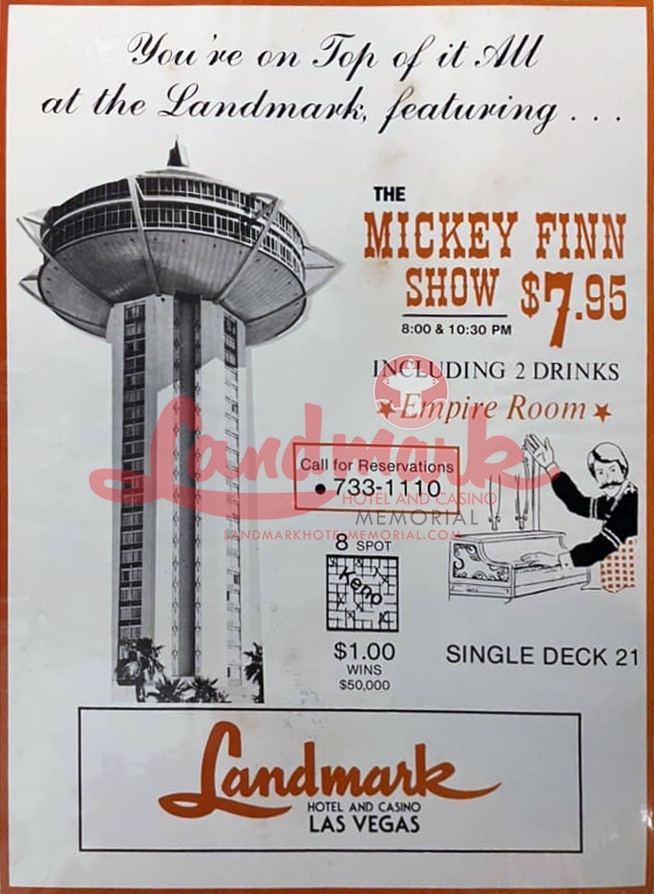 You're on Top of it All
at the Landmark, featuring . . .
THE
MICKEY FINN
SHOW $7.95
8:00 & 10:30 PM
INCLUDING 2 DRINKS
★Empire Room★
Call for Reservations
• 733-1110
Landmark
HOTEL AND CASINO
MEMORIAL
LANDMARKHOTELMEMORIAL.COM
8 SPOT
Keno
$1.00
WINS
$50,000
SINGLE DECK 21
Landmark
HOTEL AND CASINO
LAS VEGAS